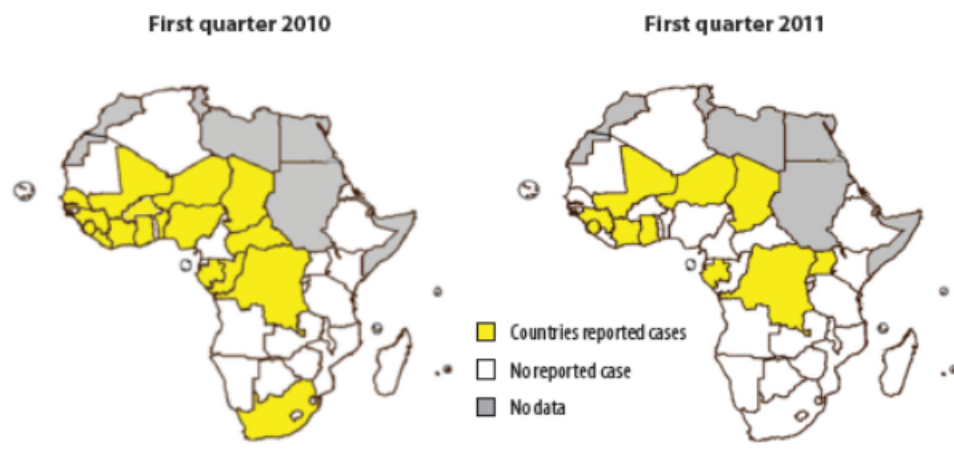 First quarter 2010
First quarter 2011
Countries reported cases
No reported case
No data